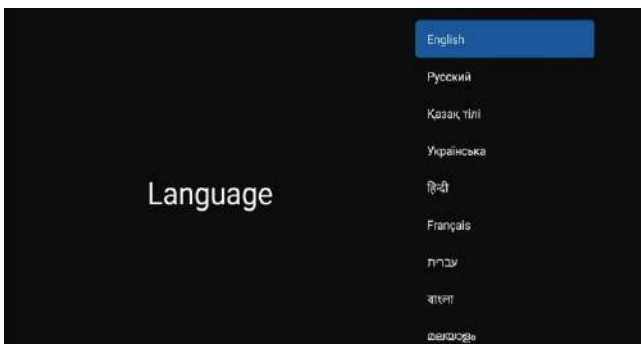 Language
English
Русский
Қазақ тілі
Українська
हिन्दी
Français
עברית
বাংলা
മലയാളം